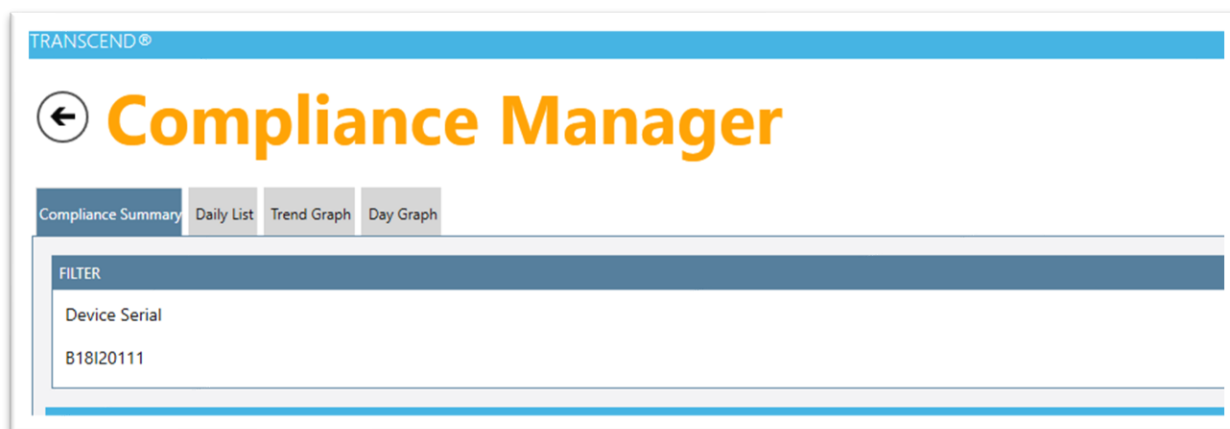 TRANSCEND®
Compliance Manager
Compliance Summary Daily List Trend Graph Day Graph
FILTER
Device Serial
B18I20111